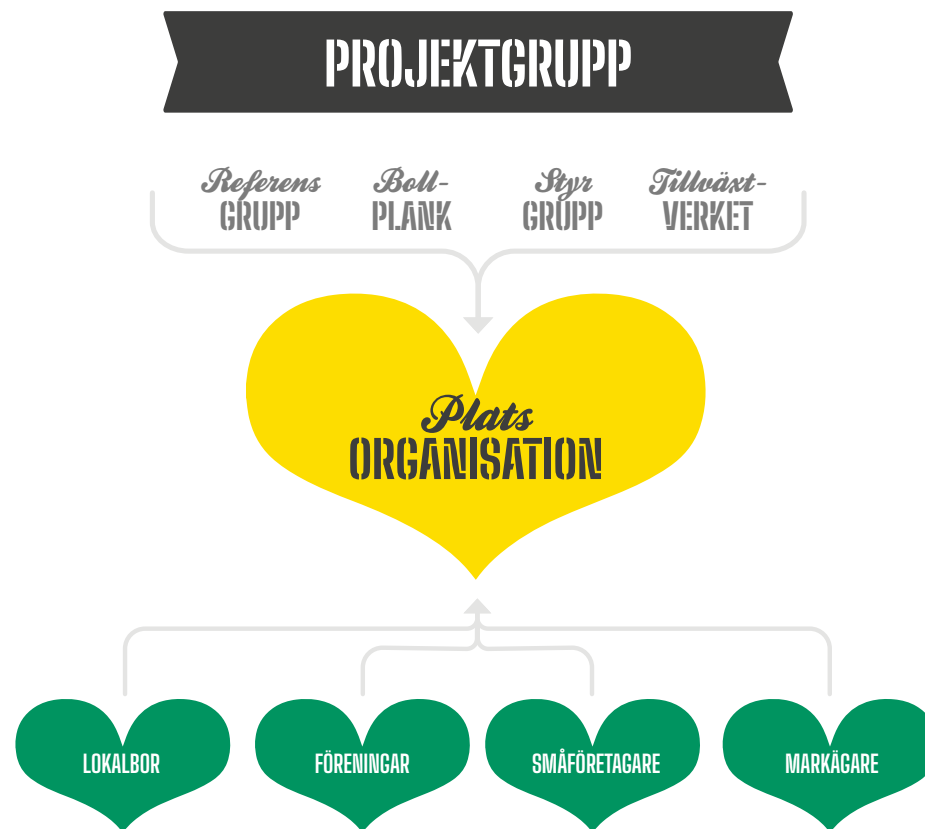 PROJEKTGRUPP
Referens
GRUPP
Boll-
PLANK
Styr
GRUPP
Tillväxt-
VERKET
Plats
ORGANISATION
LOKALBOR
FÖRENINGAR
SMÅFÖRETAGARE
MARKÄGARE